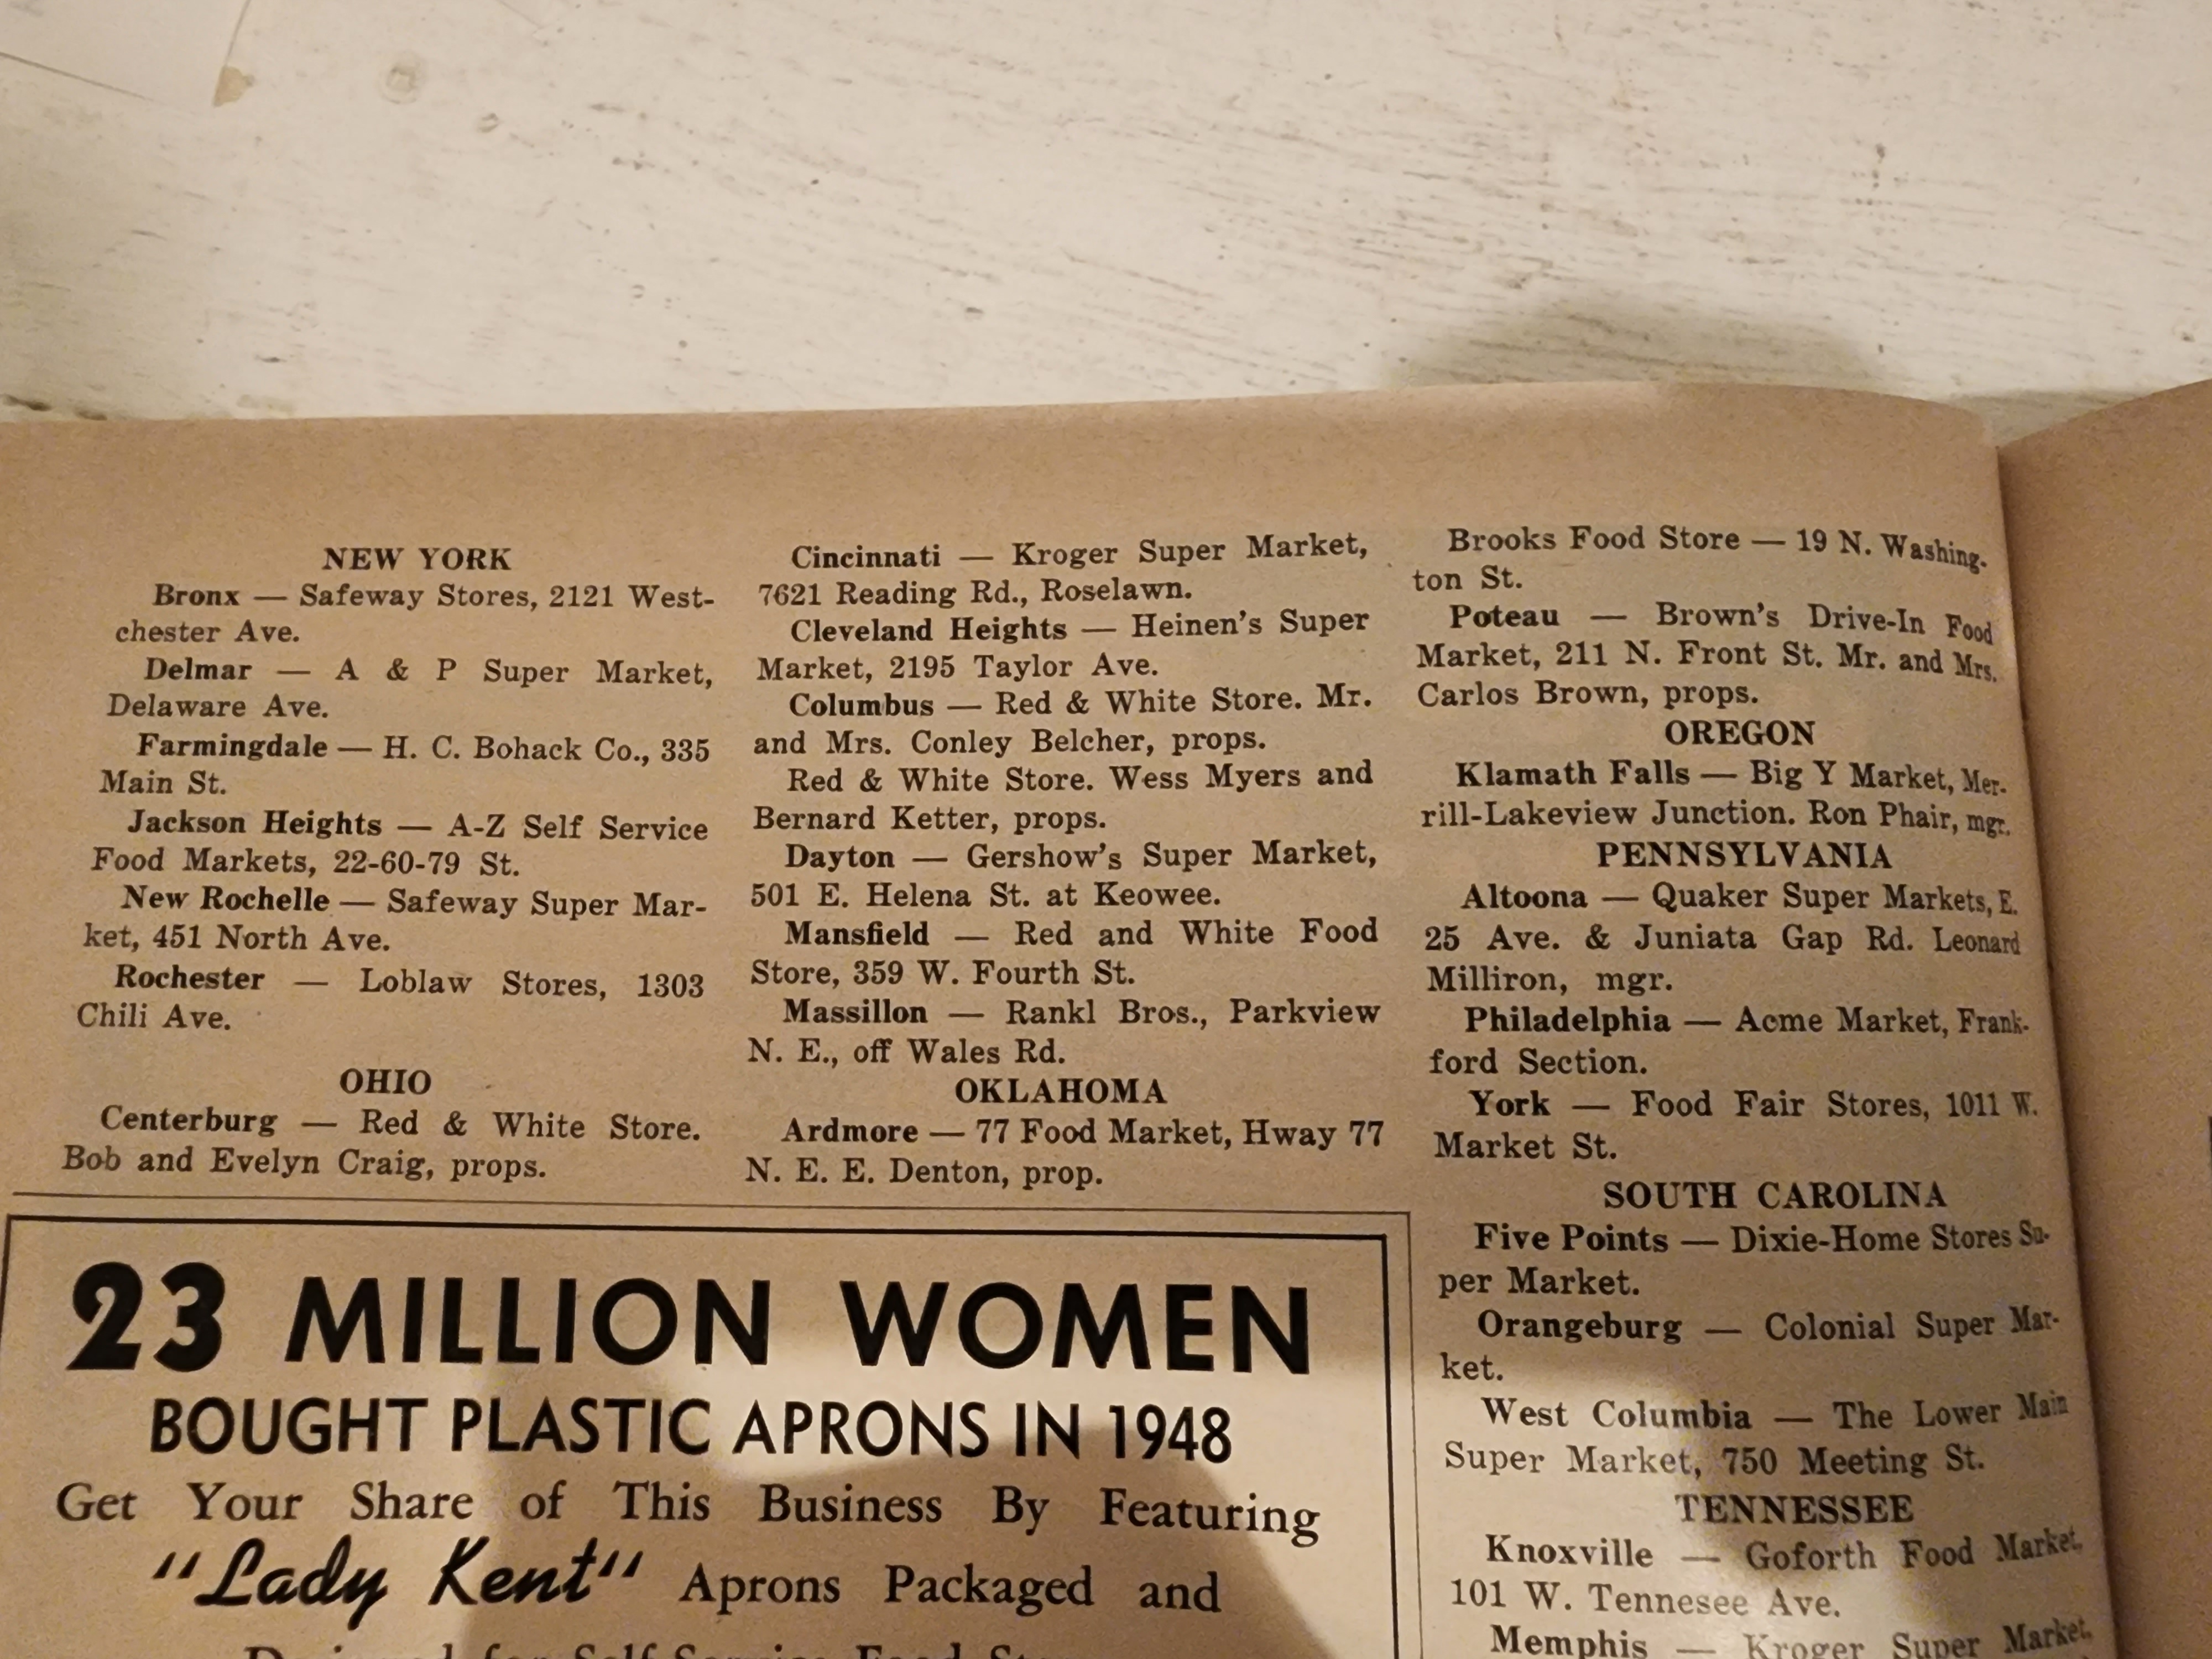 NEW YORK
Bronx — Safeway Stores, 2121 West-
chester Ave.
Delmar — A & P Super Market,
Delaware Ave.
Farmingdale — H. C. Bohack Co., 335
Main St.
Jackson Heights — A-Z Self Service
Food Markets, 22-60-79 St.
New Rochelle — Safeway Super Mar-
ket, 451 North Ave.
Rochester — Loblaw Stores, 1303
Chili Ave.
OHIO
Centerburg — Red & White Store.
Bob and Evelyn Craig, props.
Cincinnati — Kroger Super Market,
7621 Reading Rd., Roselawn.
Cleveland Heights — Heinen's Super
Market, 2195 Taylor Ave.
Columbus — Red & White Store. Mr.
and Mrs. Conley Belcher, props.
Red & White Store. Wess Myers and
Bernard Ketter, props.
Dayton — Gershow's Super Market,
501 E. Helena St. at Keowee.
Mansfield — Red and White Food
Store, 359 W. Fourth St.
Massillon — Rankl Bros., Parkview
N. E., off Wales Rd.
OKLAHOMA
Ardmore — 77 Food Market, Hway 77
N. E. E. Denton, prop.
Brooks Food Store — 19 N. Washing-
ton St.
Poteau — Brown's Drive-In Food
Market, 211 N. Front St. Mr. and Mrs.
Carlos Brown, props.
OREGON
Klamath Falls — Big Y Market, Mer-
rill-Lakeview Junction. Ron Phair, mgr.
PENNSYLVANIA
Altoona — Quaker Super Markets, E.
25 Ave. & Juniata Gap Rd. Leonard
Milliron, mgr.
Philadelphia — Acme Market, Frank-
ford Section.
York — Food Fair Stores, 1011 W.
Market St.
SOUTH CAROLINA
Five Points — Dixie-Home Stores Su-
per Market.
Orangeburg — Colonial Super Mar-
ket.
West Columbia — The Lower Main
Super Market, 750 Meeting St.
TENNESSEE
Knoxville — Goforth Food Market,
101 W. Tennesee Ave.
Memphis — Kroger Super Market,
23 MILLION WOMEN
BOUGHT PLASTIC APRONS IN 1948
Get Your Share of This Business By Featuring
"Lady Kent" Aprons Packaged and
for Self Service Food